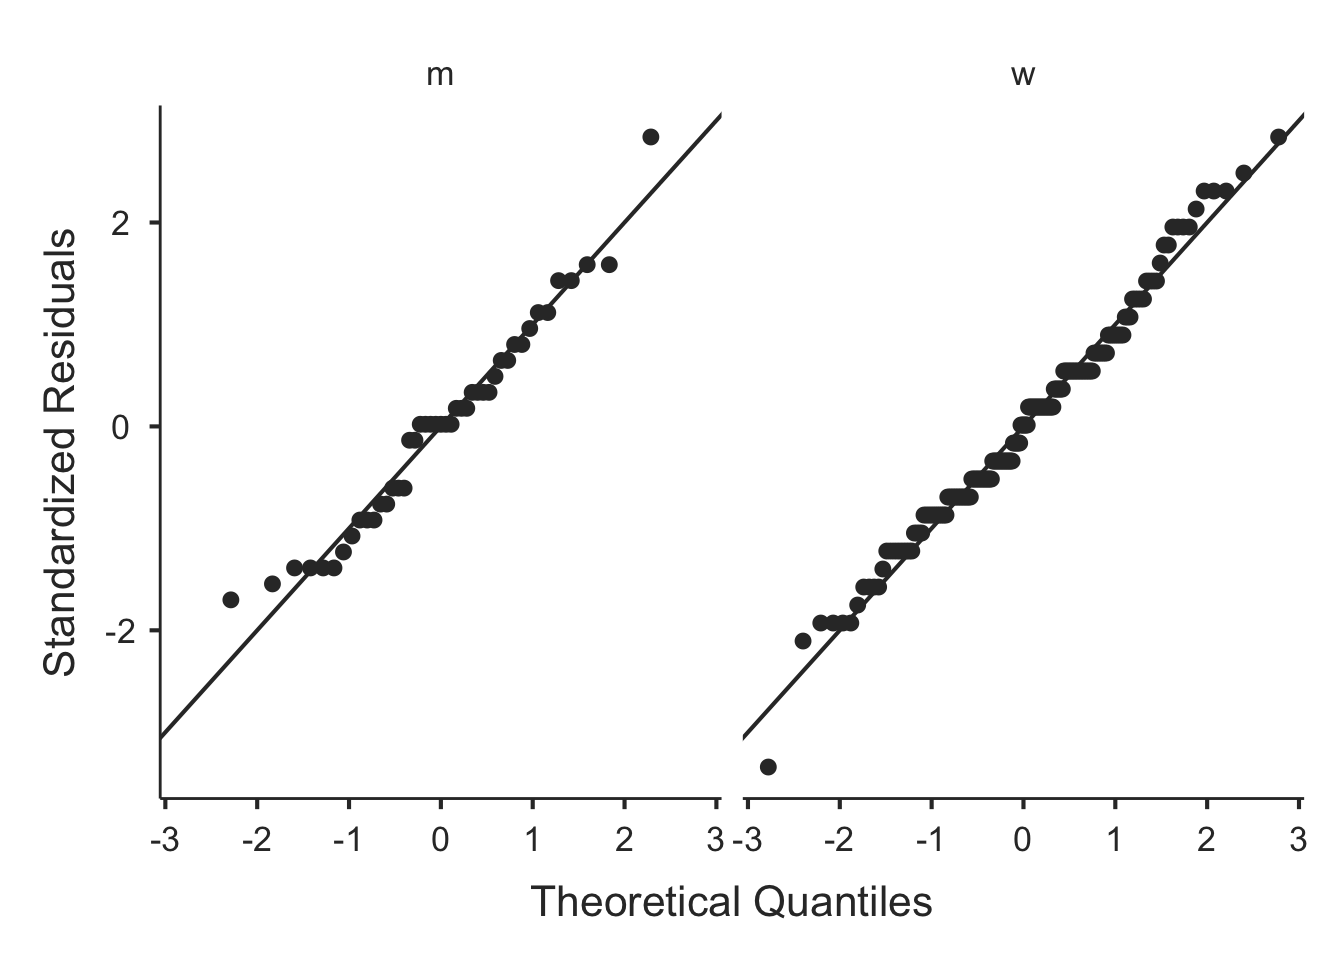 m w
Standardized Residuals
2
0
-2
-3 -2 -1 0 1 2 3 -3 -2 -1 0 1 2 3
Theoretical Quantiles